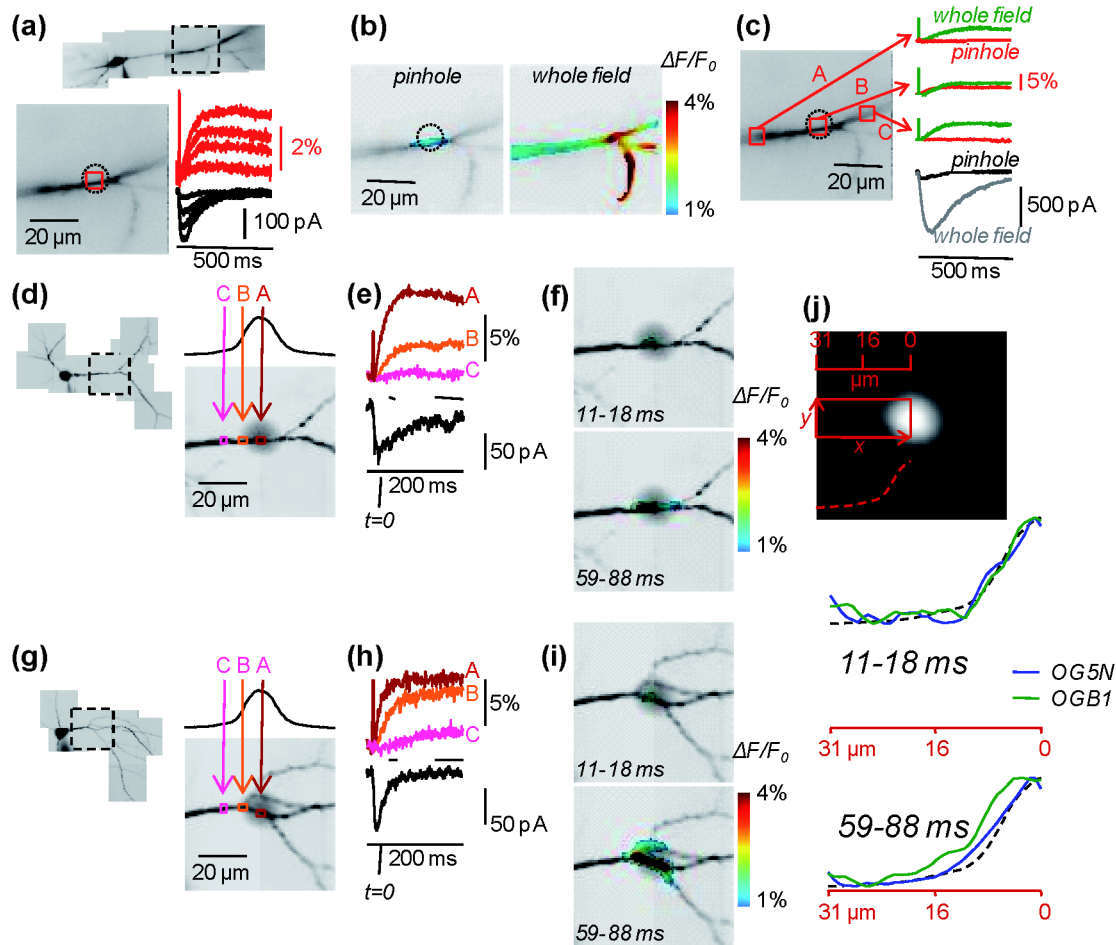 (a)
20 µm
2%
100 pA
500 ms
(b)
pinhole
whole field
ΔF/F0
4%
1%
20 µm
(c)
A
B
C
20 µm
whole field
pinhole
5%
pinhole
500 pA
whole field
500 ms
(d)
C B A
20 µm
(e)
A
B
C
5%
50 pA
200 ms
t=0
(f)
11-18 ms
ΔF/F0
4%
1%
59-88 ms
(g)
C B A
20 µm
(h)
A
B
C
5%
50 pA
200 ms
t=0
(i)
11-18 ms
ΔF/F0
4%
1%
59-88 ms
(j)
31 16 0
µm
y
x
11-18 ms
OG5N
OGB1
31 µm 16 0
59-88 ms
31 µm 16 0